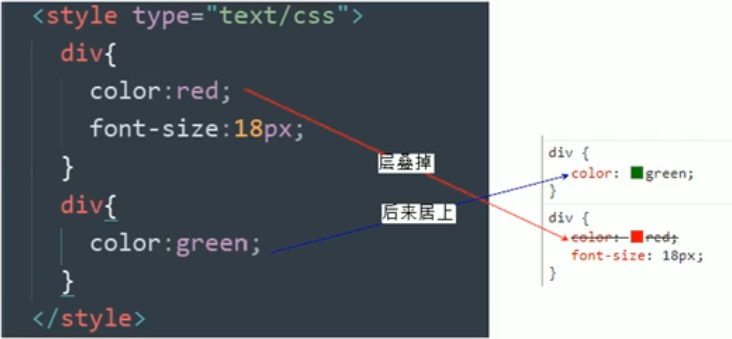 <style type="text/css">
div{
color:red;
font-size:18px;
}
div{
color:green;
}
</style>
层叠掉
后来居上
div {
color: green;
}
div {
color: red;
font-size: 18px;
}